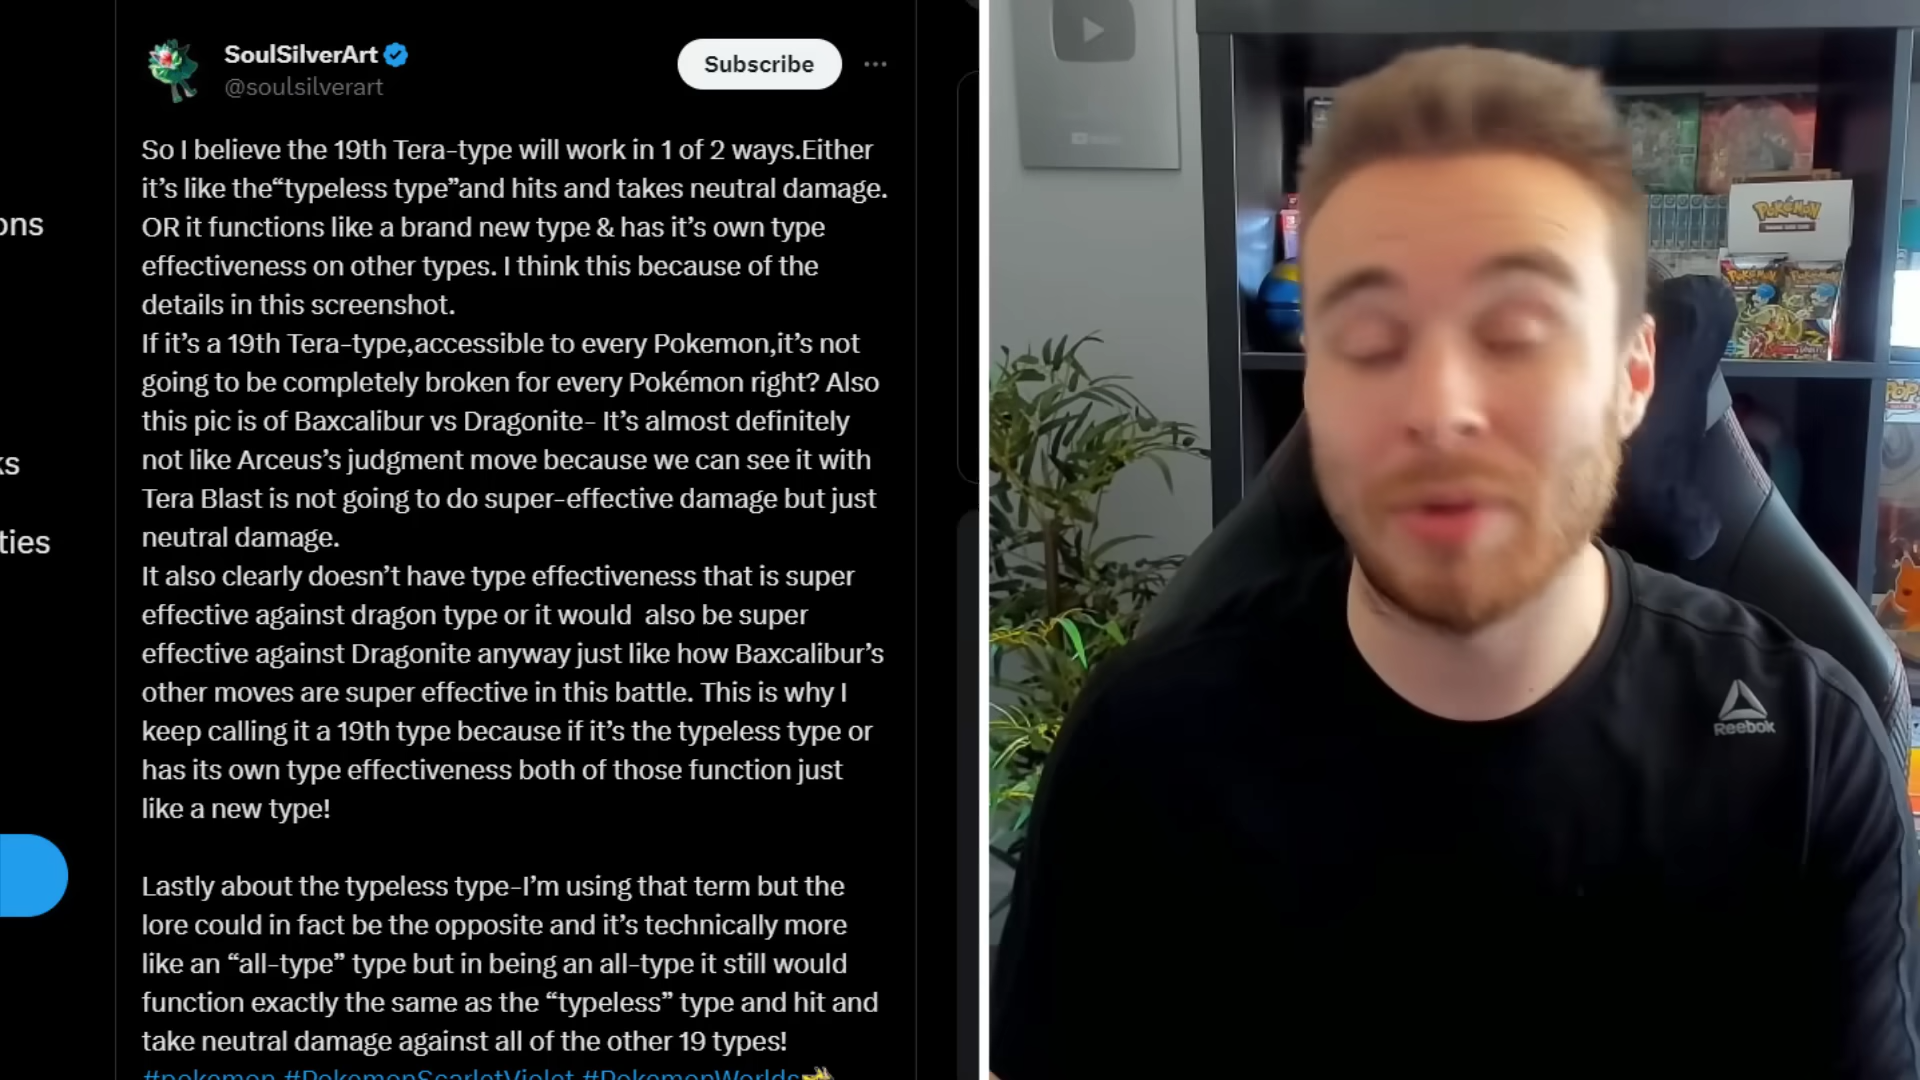 SoulSilverArt
@soulsilverart
Subscribe
ons
ks
ties
So I believe the 19th Tera-type will work in 1 of 2 ways.Either
it’s like the“typeless type”and hits and takes neutral damage.
OR it functions like a brand new type & has it’s own type
effectiveness on other types. I think this because of the
details in this screenshot.
If it’s a 19th Tera-type,accessible to every Pokemon,it’s not
going to be completely broken for every Pokémon right? Also
this pic is of Baxcalibur vs Dragonite- It’s almost definitely
not like Arceus’s judgment move because we can see it with
Tera Blast is not going to do super-effective damage but just
neutral damage.
It also clearly doesn’t have type effectiveness that is super
effective against dragon type or it would  also be super
effective against Dragonite anyway just like how Baxcalibur’s
other moves are super effective in this battle. This is why I
keep calling it a 19th type because if it’s the typeless type or
has its own type effectiveness both of those function just
like a new type!
Lastly about the typeless type-I’m using that term but the
lore could in fact be the opposite and it’s technically more
like an “all-type” type but in being an all-type it still would
function exactly the same as the “typeless” type and hit and
take neutral damage against all of the other 19 types!
#pokemon #PokemonScarletViolet #PokemonWorlds
POKéMON
POKéMON POKéMON
POP!
Reebok